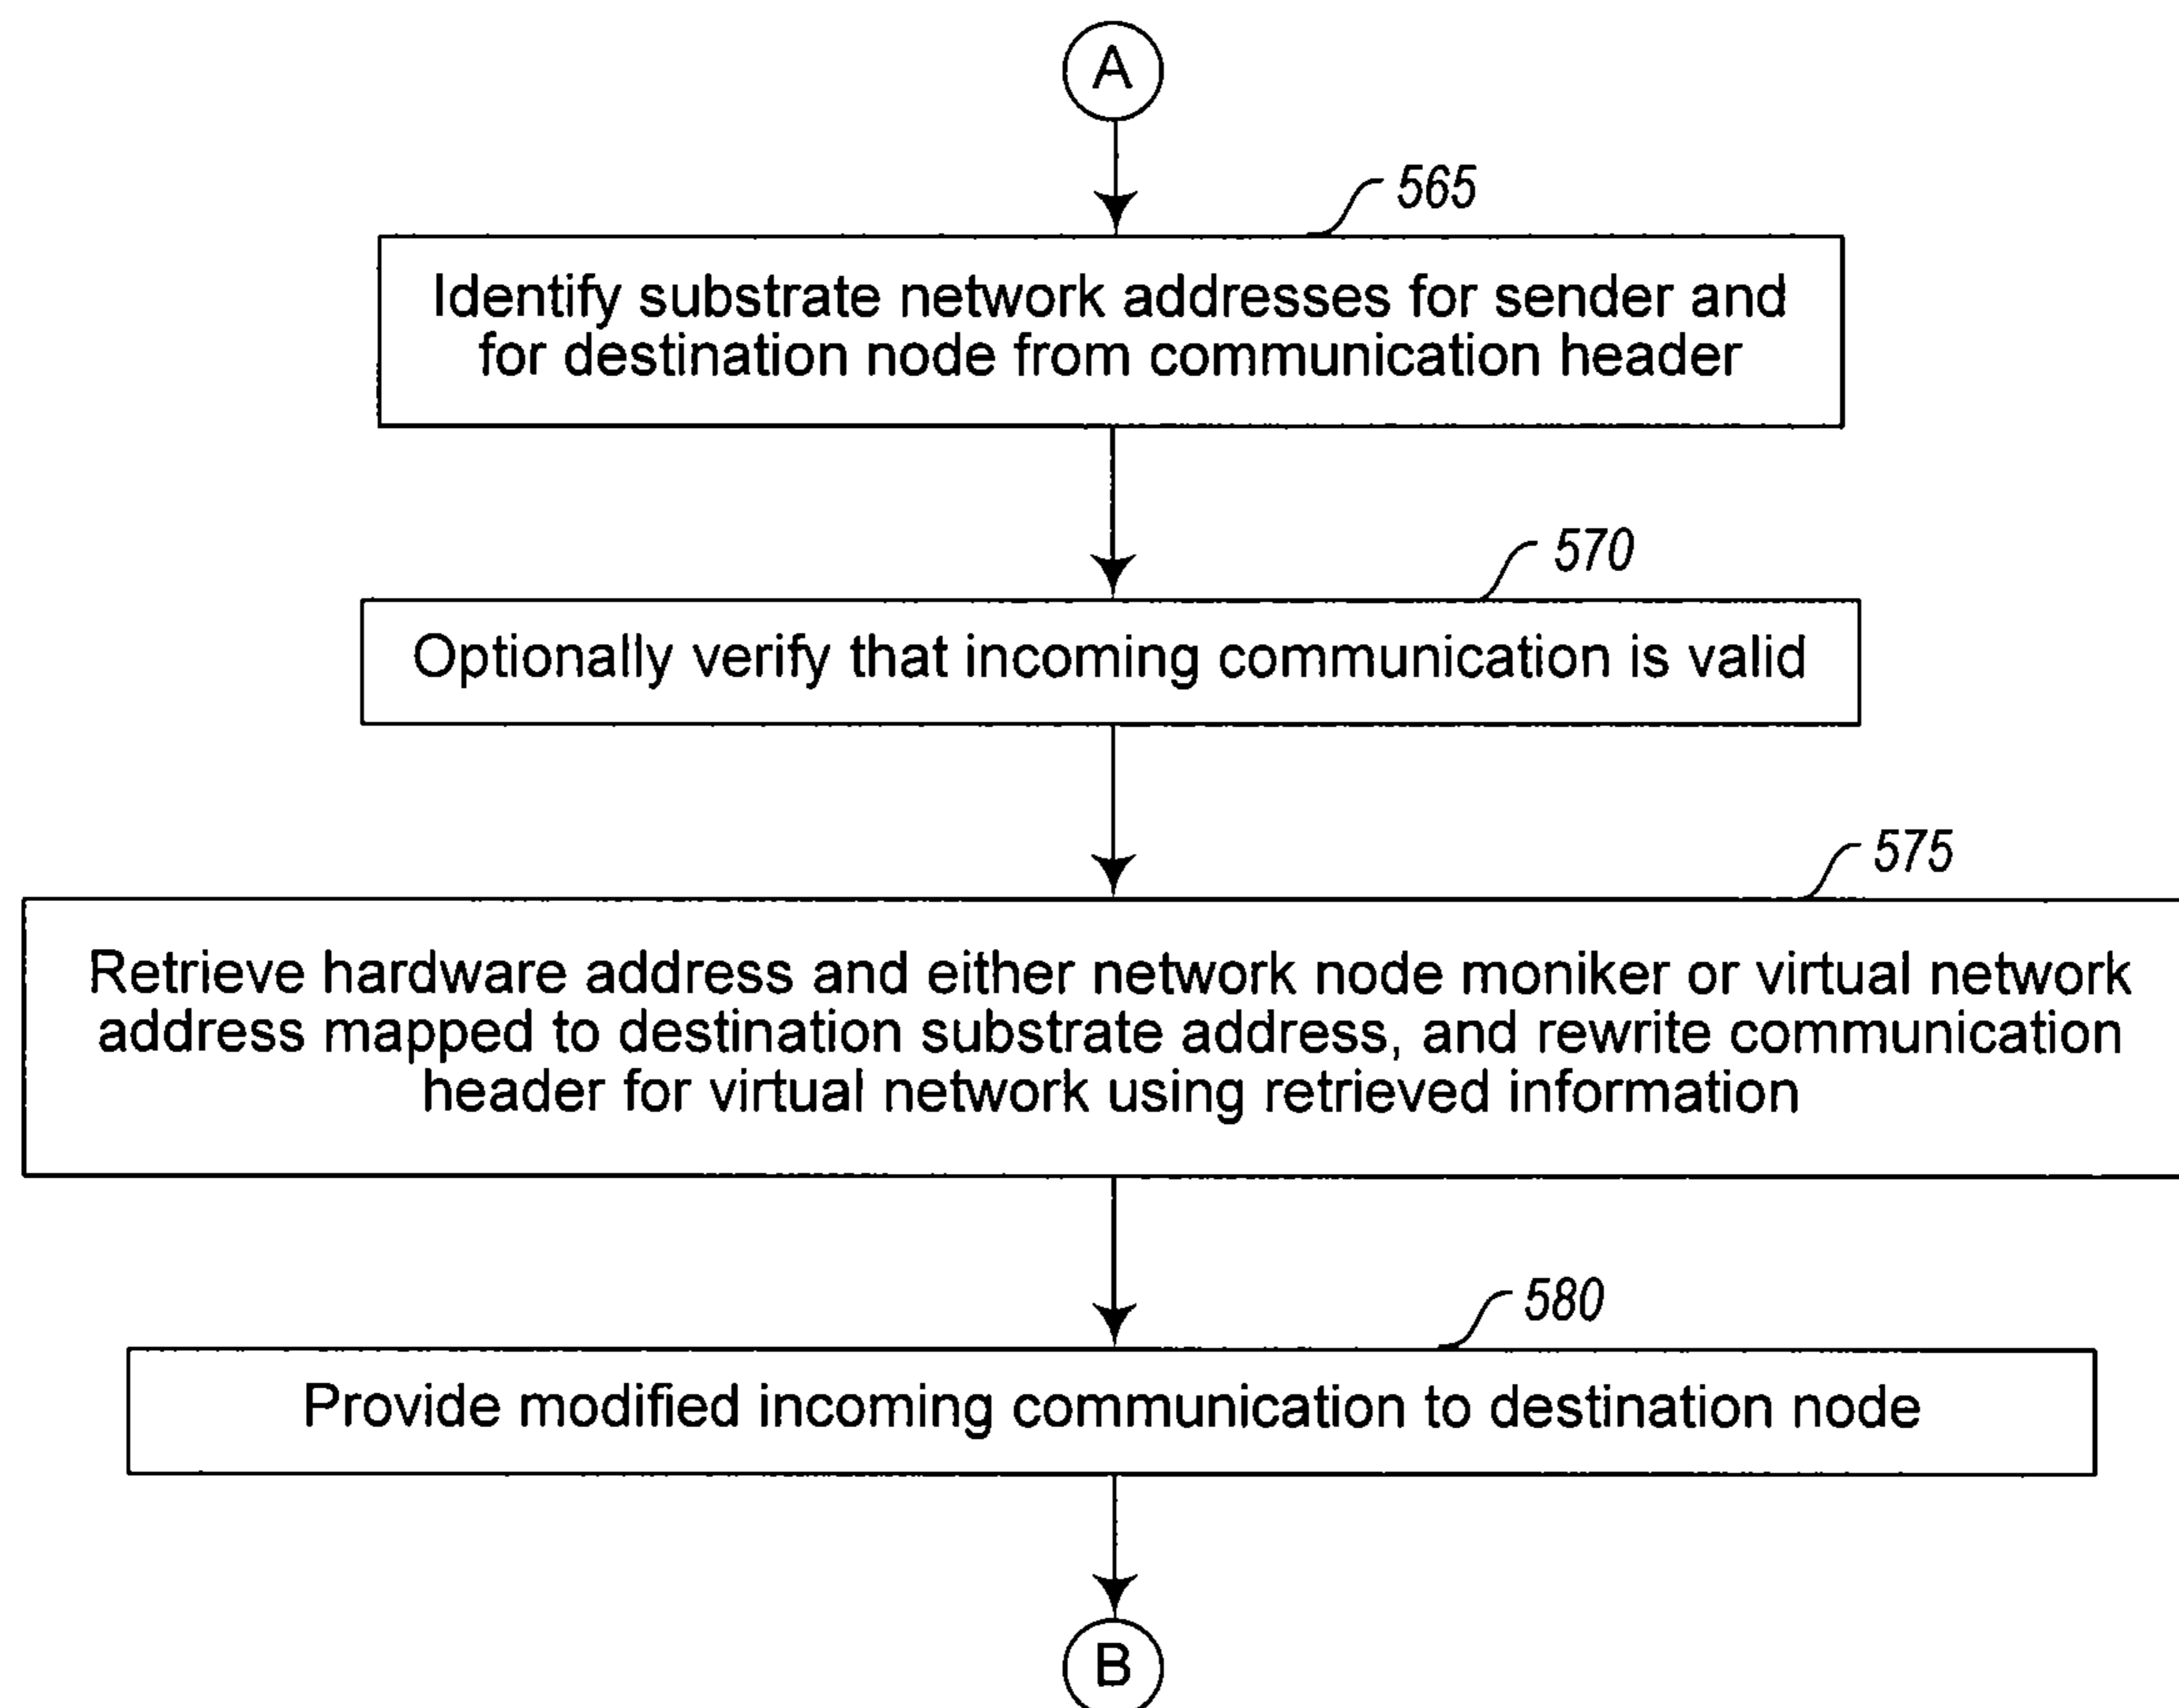 A
565
Identify substrate network addresses for sender and
for destination node from communication header
570
Optionally verify that incoming communication is valid
575
Retrieve hardware address and either network node moniker or virtual network
address mapped to destination substrate address, and rewrite communication
header for virtual network using retrieved information
580
Provide modified incoming communication to destination node
B